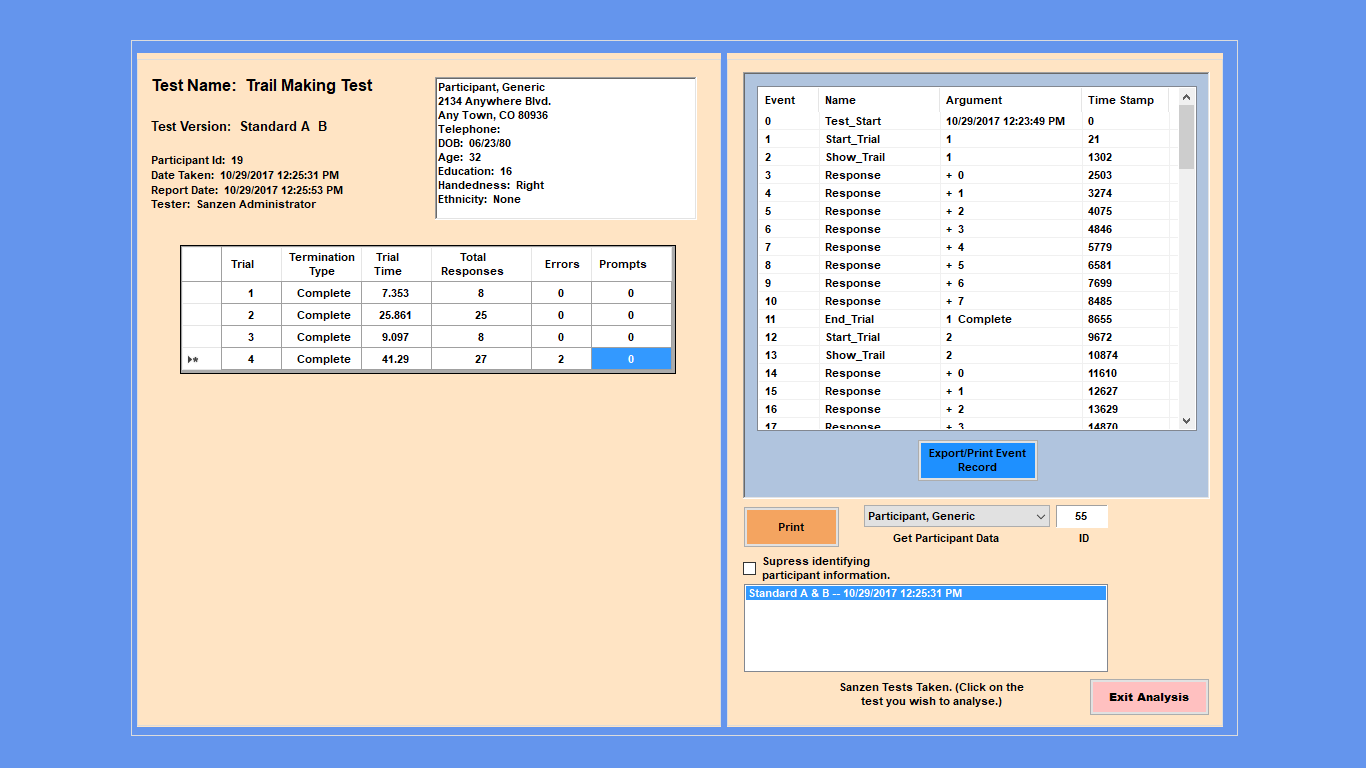 Test Name:  Trail Making Test
Test Version:  Standard A  B
Participant Id:  19
Date Taken:  10/29/2017 12:25:31 PM
Report Date:  10/29/2017 12:25:53 PM
Tester:  Sanzen Administrator
Participant, Generic
2134 Anywhere Blvd.
Any Town, CO 80936
Telephone:
DOB:  06/23/80
Age:  32
Education:  16
Handedness:  Right
Ethnicity:  None
Trial Termination Type Trial Time Total Responses Errors Prompts
1 Complete 7.353 8 0 0
2 Complete 25.861 25 0 0
3 Complete 9.097 8 0 0
4 Complete 41.29 27 2 0
Event Name Argument Time Stamp
0 Test_Start 10/29/2017 12:23:49 PM 0
1 Start_Trial 1 21
2 Show_Trail 1 1302
3 Response + 0 2503
4 Response + 1 3274
5 Response + 2 4075
6 Response + 3 4846
7 Response + 4 5779
8 Response + 5 6581
9 Response + 6 7699
10 Response + 7 8485
11 End_Trial 1 Complete 8655
12 Start_Trial 2 9672
13 Show_Trail 2 10874
14 Response + 0 11610
15 Response + 1 12627
16 Response + 2 13629
17 Response + 3 14870
Export/Print Event
Record
Print
Participant, Generic 55
Get Participant Data ID
Supress identifying
participant information.
Standard A & B -- 10/29/2017 12:25:31 PM
Sanzen Tests Taken. (Click on the
test you wish to analyse.)
Exit Analysis